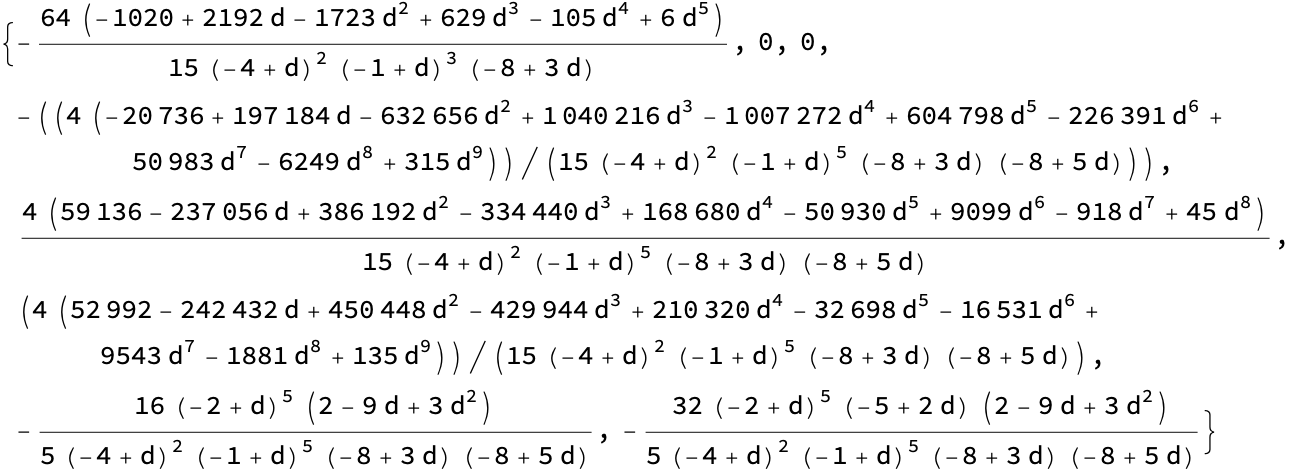 {- 64 (-1020 + 2192 d - 1723 d^2 + 629 d^3 - 105 d^4 + 6 d^5) / 15 (-4 + d)^2 (-1 + d)^3 (-8 + 3 d) , 0, 0,
- ((4 (-20 736 + 197 184 d - 632 656 d^2 + 1 040 216 d^3 - 1 007 272 d^4 + 604 798 d^5 - 226 391 d^6 +
50 983 d^7 - 6249 d^8 + 315 d^9)) / (15 (-4 + d)^2 (-1 + d)^5 (-8 + 3 d) (-8 + 5 d))),
4 (59 136 - 237 056 d + 386 192 d^2 - 334 440 d^3 + 168 680 d^4 - 50 930 d^5 + 9099 d^6 - 918 d^7 + 45 d^8) / 15 (-4 + d)^2 (-1 + d)^5 (-8 + 3 d) (-8 + 5 d) ,
(4 (52 992 - 242 432 d + 450 448 d^2 - 429 944 d^3 + 210 320 d^4 - 32 698 d^5 - 16 531 d^6 +
9543 d^7 - 1881 d^8 + 135 d^9)) / (15 (-4 + d)^2 (-1 + d)^5 (-8 + 3 d) (-8 + 5 d)),
- 16 (-2 + d)^5 (2 - 9 d + 3 d^2) / 5 (-4 + d)^2 (-1 + d)^5 (-8 + 3 d) (-8 + 5 d) , - 32 (-2 + d)^5 (-5 + 2 d) (2 - 9 d + 3 d^2) / 5 (-4 + d)^2 (-1 + d)^5 (-8 + 3 d) (-8 + 5 d) }